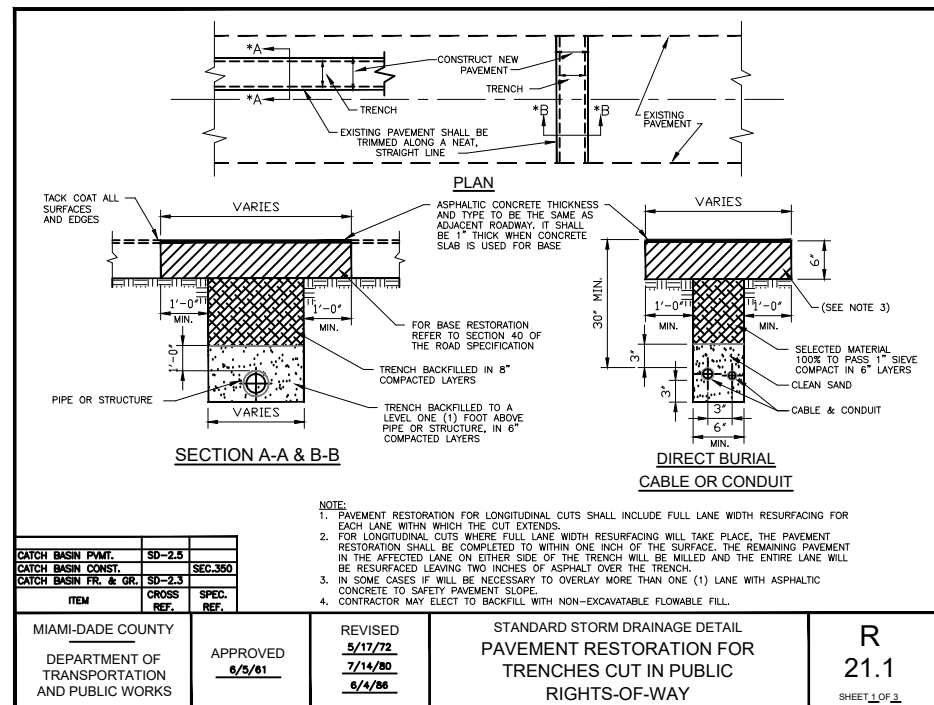 *A
*A
CONSTRUCT NEW
PAVEMENT
TRENCH
TRENCH
*B
*B
EXISTING
PAVEMENT
EXISTING PAVEMENT SHALL BE
TRIMMED ALONG A NEAT,
STRAIGHT LINE
PLAN
TACK COAT ALL
SURFACES
AND EDGES
VARIES
ASPHALTIC CONCRETE THICKNESS
AND TYPE TO BE THE SAME AS
ADJACENT ROADWAY. IT SHALL
BE 1" THICK WHEN CONCRETE
SLAB IS USED FOR BASE
1'-0"
MIN.
1'-0"
MIN.
1'-0"
FOR BASE RESTORATION
REFER TO SECTION 40 OF
THE ROAD SPECIFICATION
TRENCH BACKFILLED IN 8"
COMPACTED LAYERS
PIPE OR STRUCTURE
TRENCH BACKFILLED TO A
LEVEL ONE (1) FOOT ABOVE
PIPE OR STRUCTURE, IN 6"
COMPACTED LAYERS
VARIES
SECTION A-A & B-B
VARIES
6"
30" MIN.
1'-0"
MIN.
1'-0"
MIN.
(SEE NOTE 3)
3"
3"
SELECTED MATERIAL
100% TO PASS 1" SIEVE
COMPACT IN 6" LAYERS
CLEAN SAND
CABLE & CONDUIT
3"
6"
MIN.
DIRECT BURIAL
CABLE OR CONDUIT
NOTE:
1. PAVEMENT RESTORATION FOR LONGITUDINAL CUTS SHALL INCLUDE FULL LANE WIDTH RESURFACING FOR
EACH LANE WITHN WHICH THE CUT EXTENDS.
2. FOR LONGITUDINAL CUTS WHERE FULL LANE WIDTH RESURFACING WILL TAKE PLACE, THE PAVEMENT
RESTORATION SHALL BE COMPLETED TO WITHIN ONE INCH OF THE SURFACE. THE REMAINING PAVEMENT
IN THE AFFECTED LANE ON EITHER SIDE OF THE TRENCH WILL BE MILLED AND THE ENTIRE LANE WILL
BE RESURFACED LEAVING TWO INCHES OF ASPHALT OVER THE TRENCH.
3. IN SOME CASES IF WILL BE NECESSARY TO OVERLAY MORE THAN ONE (1) LANE WITH ASPHALTIC
CONCRETE TO SAFETY PAVEMENT SLOPE.
4. CONTRACTOR MAY ELECT TO BACKFILL WITH NON-EXCAVATABLE FLOWABLE FILL.
CATCH BASIN PVMT. SD-2.5
CATCH BASIN CONST. SEC.350
CATCH BASIN FR. & GR. SD-2.3
ITEM CROSS REF. SPEC. REF.
MIAMI-DADE COUNTY
DEPARTMENT OF
TRANSPORTATION
AND PUBLIC WORKS
APPROVED
6/5/61
REVISED
5/17/72
7/14/80
6/4/86
STANDARD STORM DRAINAGE DETAIL
PAVEMENT RESTORATION FOR
TRENCHES CUT IN PUBLIC
RIGHTS-OF-WAY
R
21.1
SHEET 1 OF 3